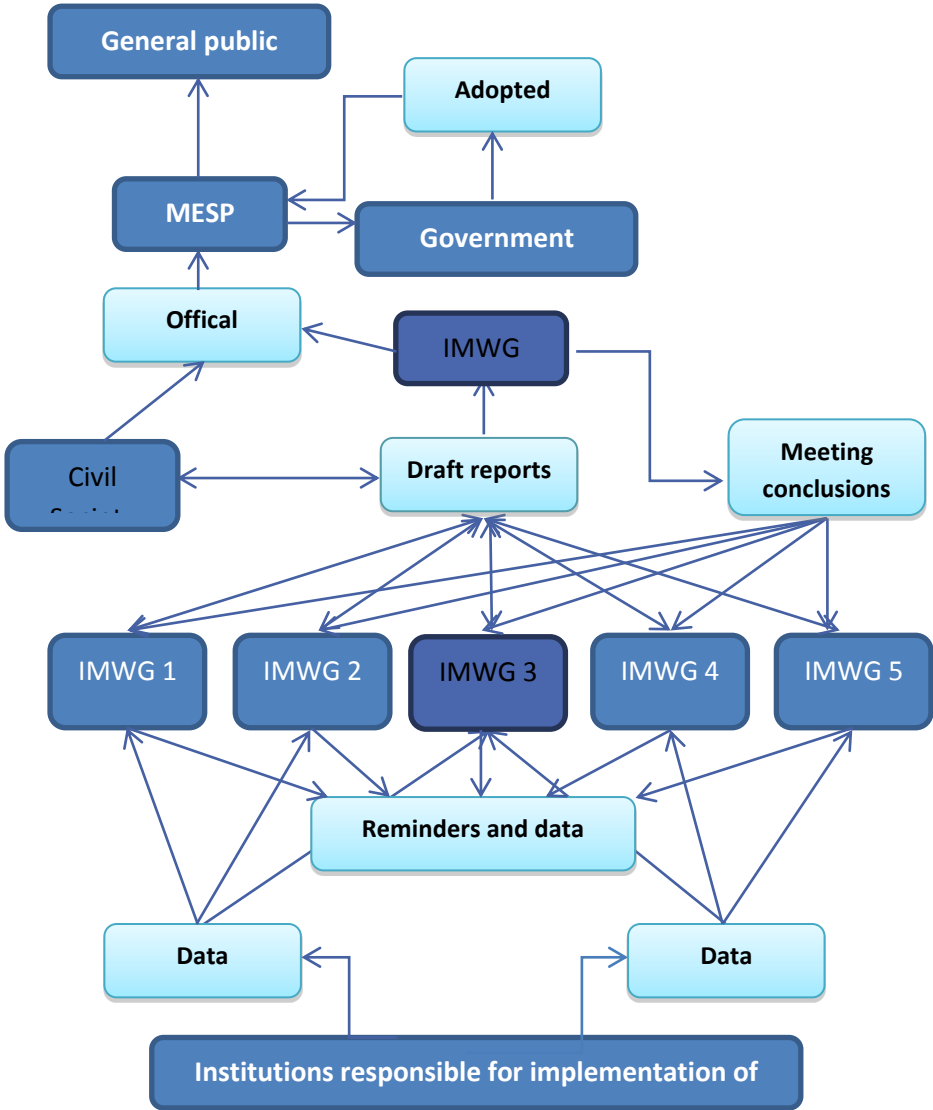 General public
Adopted
MESP
Government
Offical
IMWG
Civil
Draft reports
Meeting
conclusions
IMWG 1
IMWG 2
IMWG 3
IMWG 4
IMWG 5
Reminders and data
Data
Data
Institutions responsible for implementation of